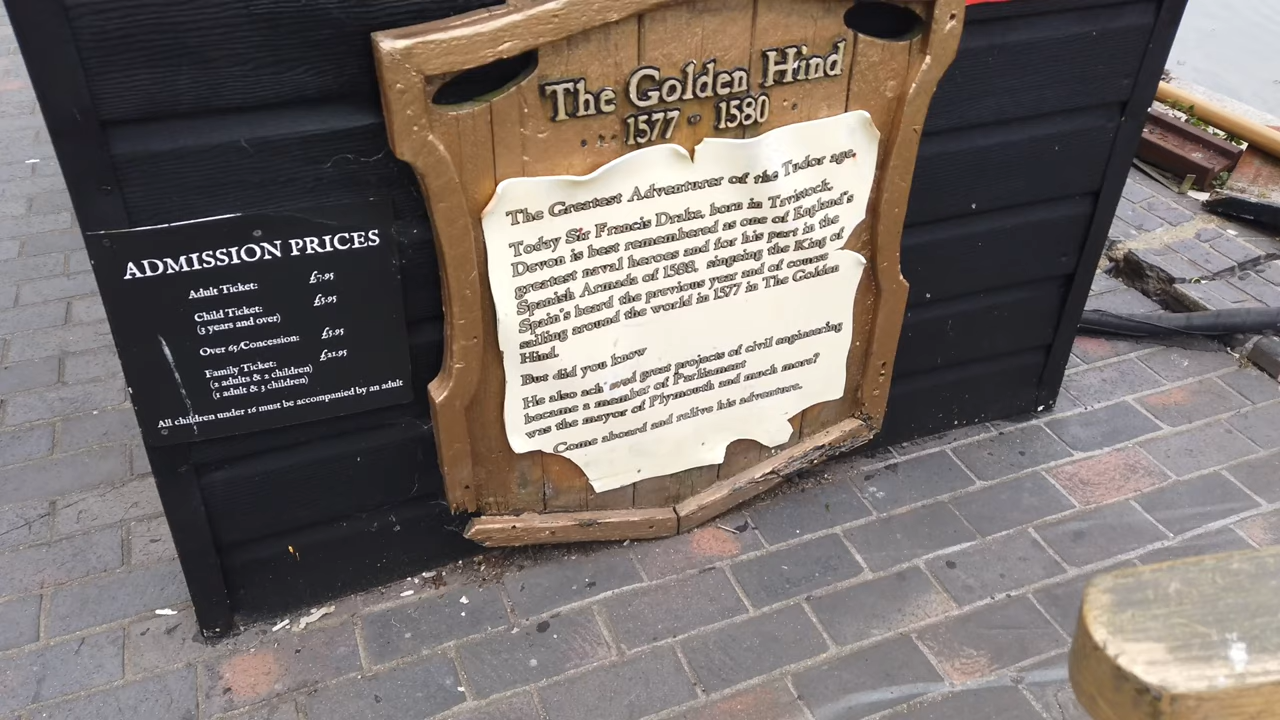 The Golden Hind
1577 - 1580
The Greatest Adventurer of the Tudor age.
Today Sir Francis Drake, born in Tavistock,
Devon is best remembered as one of England's
greatest naval heroes and for his part in the
Spanish Armada of 1588, singeing the King of
Spain's beard the previous year and of course
sailing around the world in 1577 in The Golden
Hind.
But did you know
He also ach ved great projects of civil engineering
became a member of Parliament
was the mayor of Plymouth and much more?
Come aboard and relive his adventure.
ADMISSION PRICES
Adult Ticket: £7.95
Child Ticket: £5.95
(3 years and over)
Over 65/Concession: £5.95
Family Ticket: £21.95
(2 adults & 2 children)
(1 adult & 3 children)
All children under 16 must be accompanied by an adult